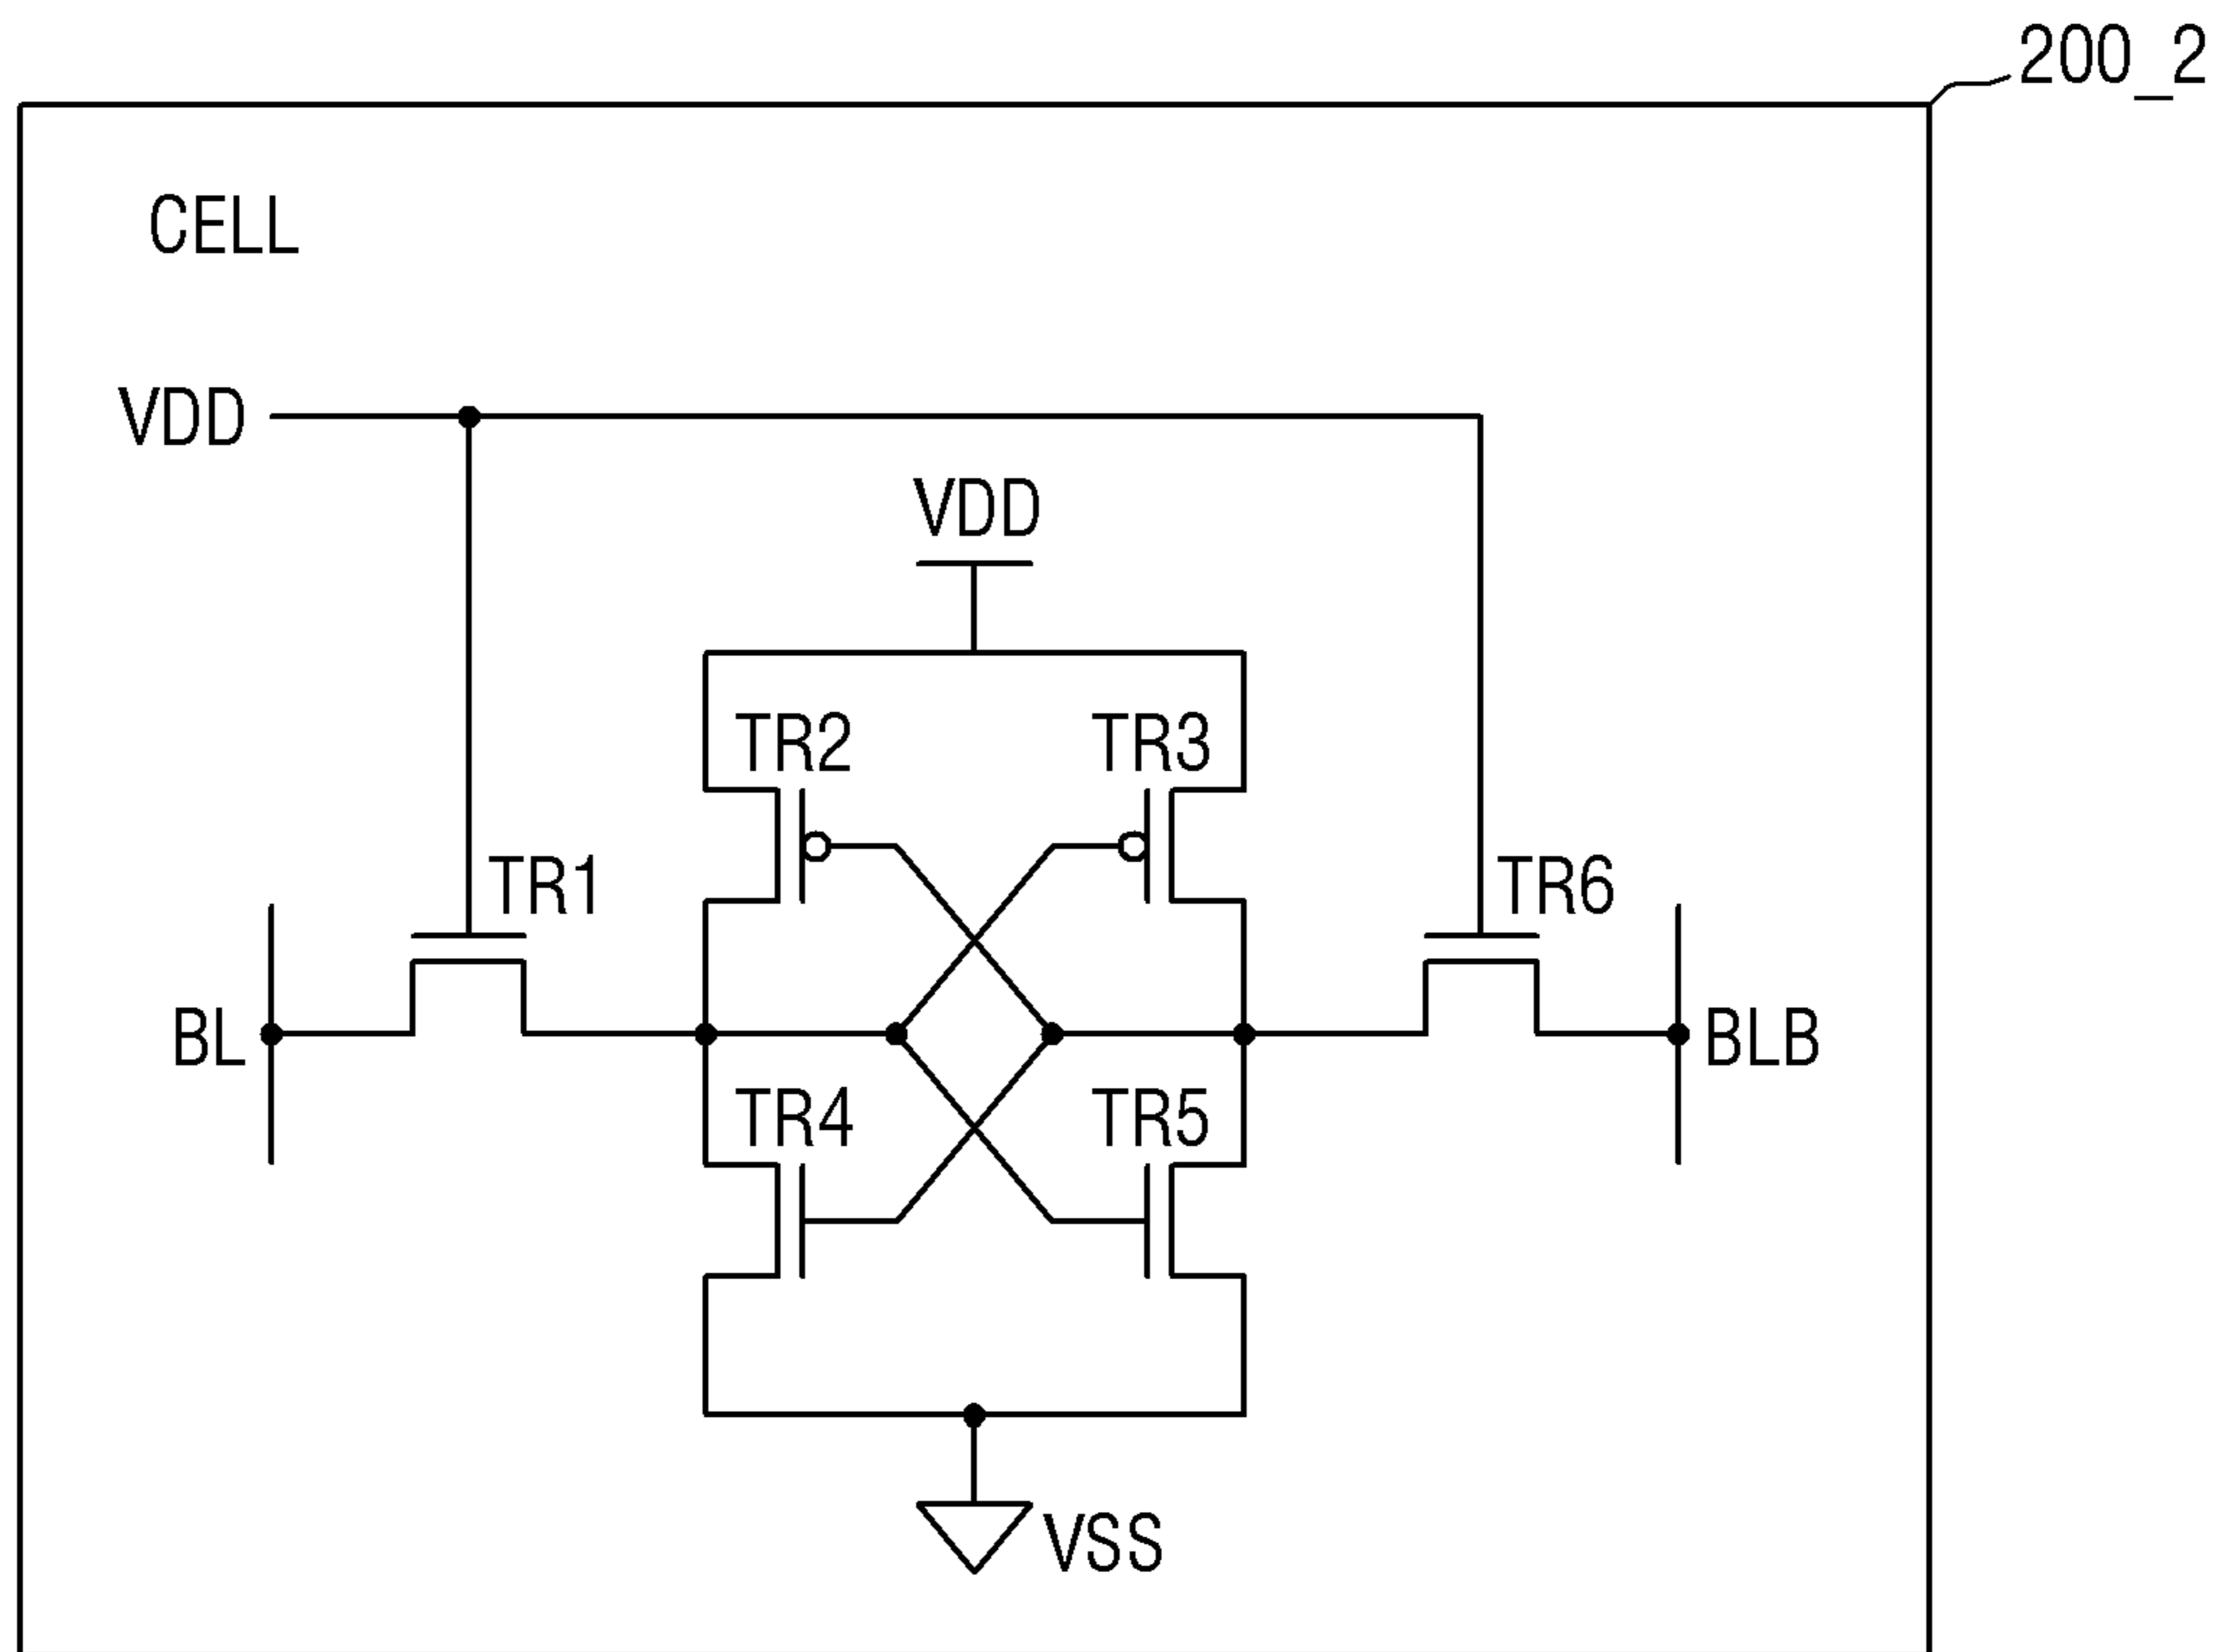 200_2
CELL
VDD
VDD
TR2 TR3
TR1 TR6
BL BLB
TR4 TR5
VSS